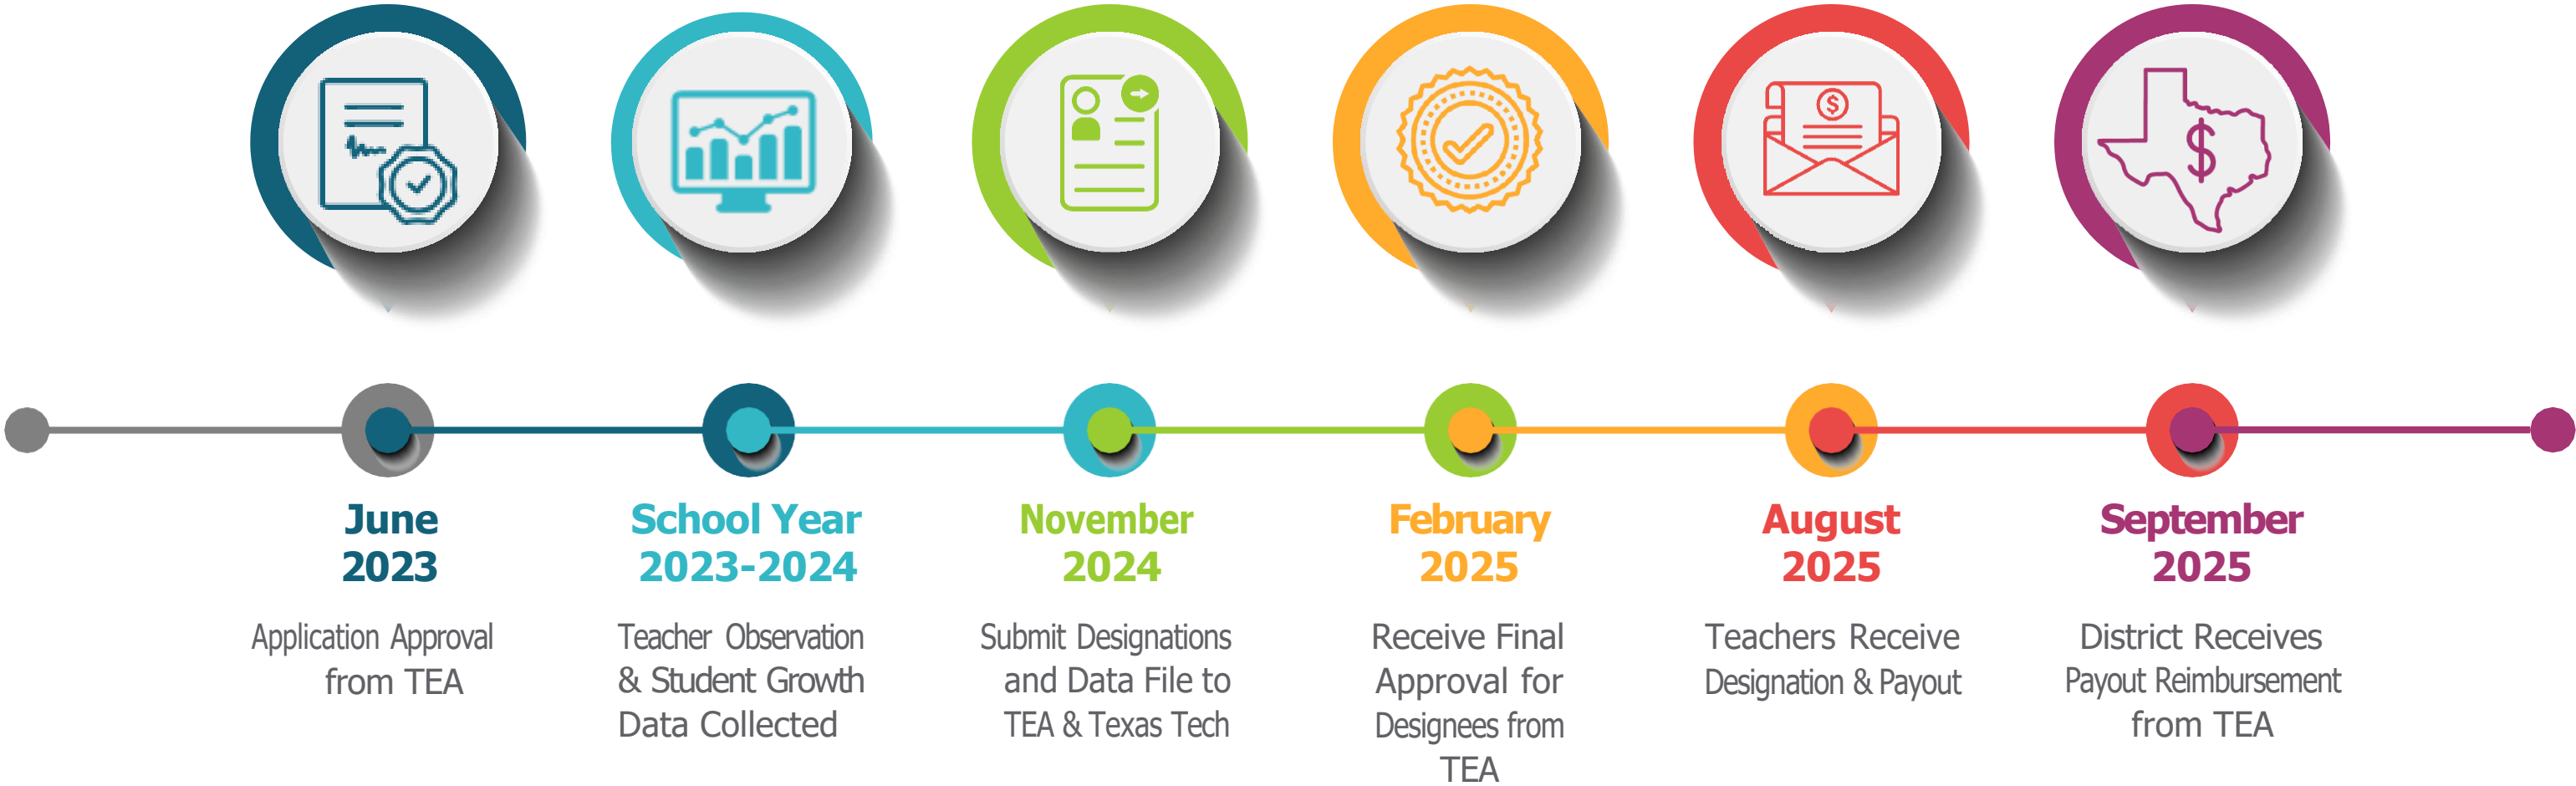 June
2023
Application Approval
from TEA
School Year
2023-2024
Teacher Observation
& Student Growth
Data Collected
November
2024
Submit Designations
and Data File to
TEA & Texas Tech
February
2025
Receive Final
Approval for
Designees from
TEA
August
2025
Teachers Receive
Designation & Payout
September
2025
District Receives
Payout Reimbursement
from TEA